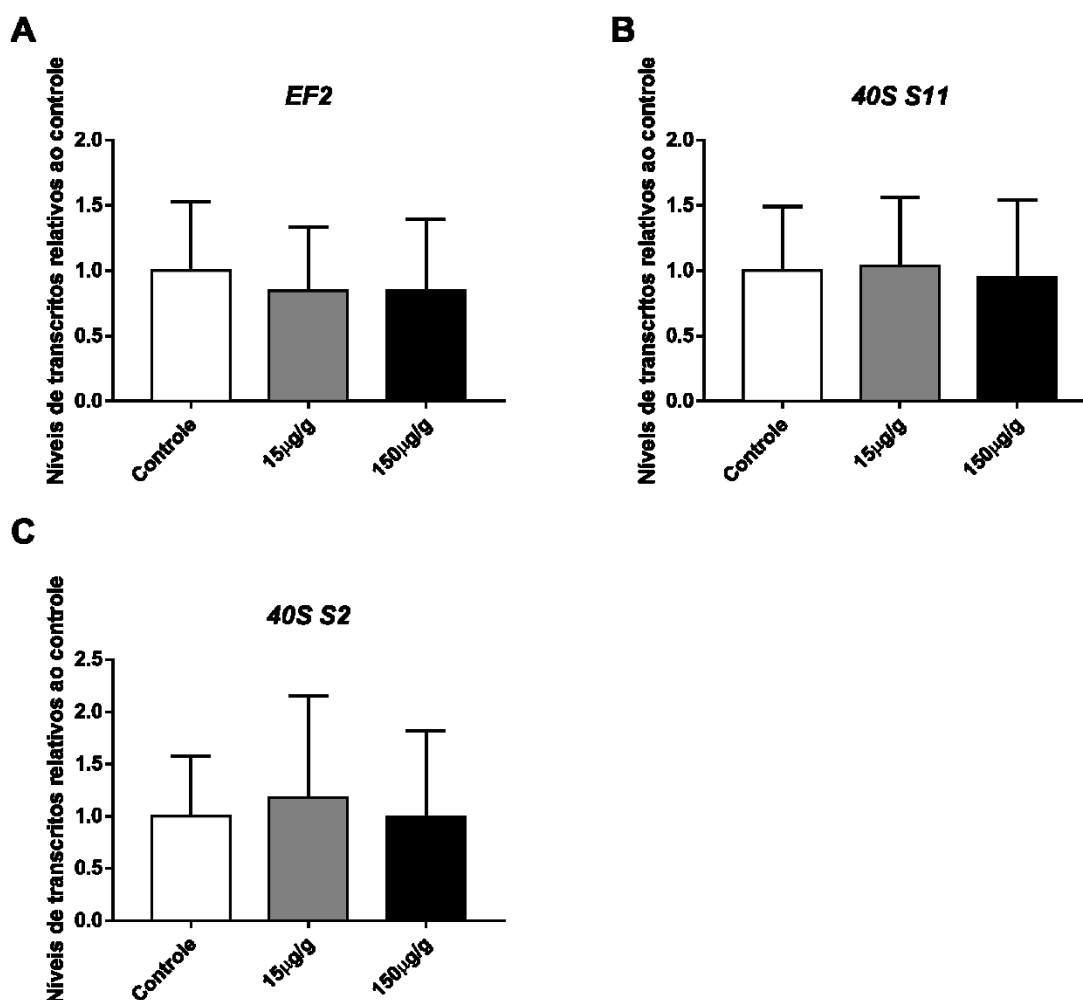 A
Níveis de transcritos relativos ao controle
EF2
2.0
1.5
1.0
0.5
0.0
Controle
15µg/g
150µg/g
B
Níveis de transcritos relativos ao controle
40S S11
2.0
1.5
1.0
0.5
0.0
Controle
15µg/g
150µg/g
C
Níveis de transcritos relativos ao controle
40S S2
2.5
2.0
1.5
1.0
0.5
0.0
Controle
15µg/g
150µg/g